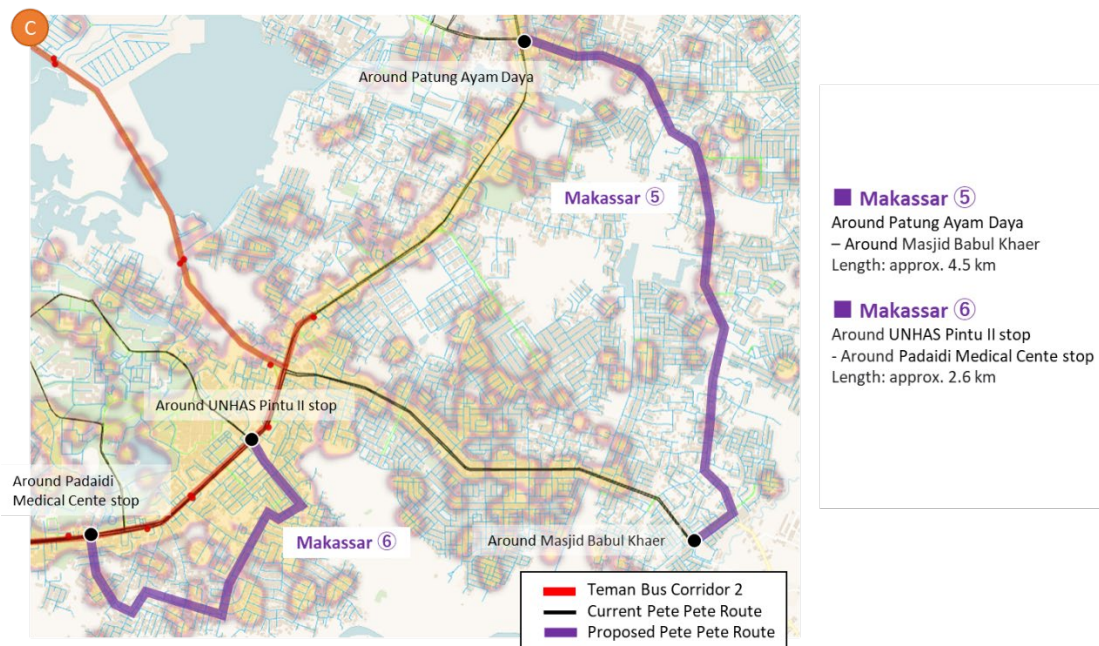 C
Around Patung Ayam Daya
Makassar ⑤
Around UNHAS Pintu II stop
Around Padaidi
Medical Cente stop
Makassar ⑥
Around Masjid Babul Khaer
Teman Bus Corridor 2
Current Pete Pete Route
Proposed Pete Pete Route
■ Makassar ⑤
Around Patung Ayam Daya
– Around Masjid Babul Khaer
Length: approx. 4.5 km
■ Makassar ⑥
Around UNHAS Pintu II stop
- Around Padaidi Medical Cente stop
Length: approx. 2.6 km